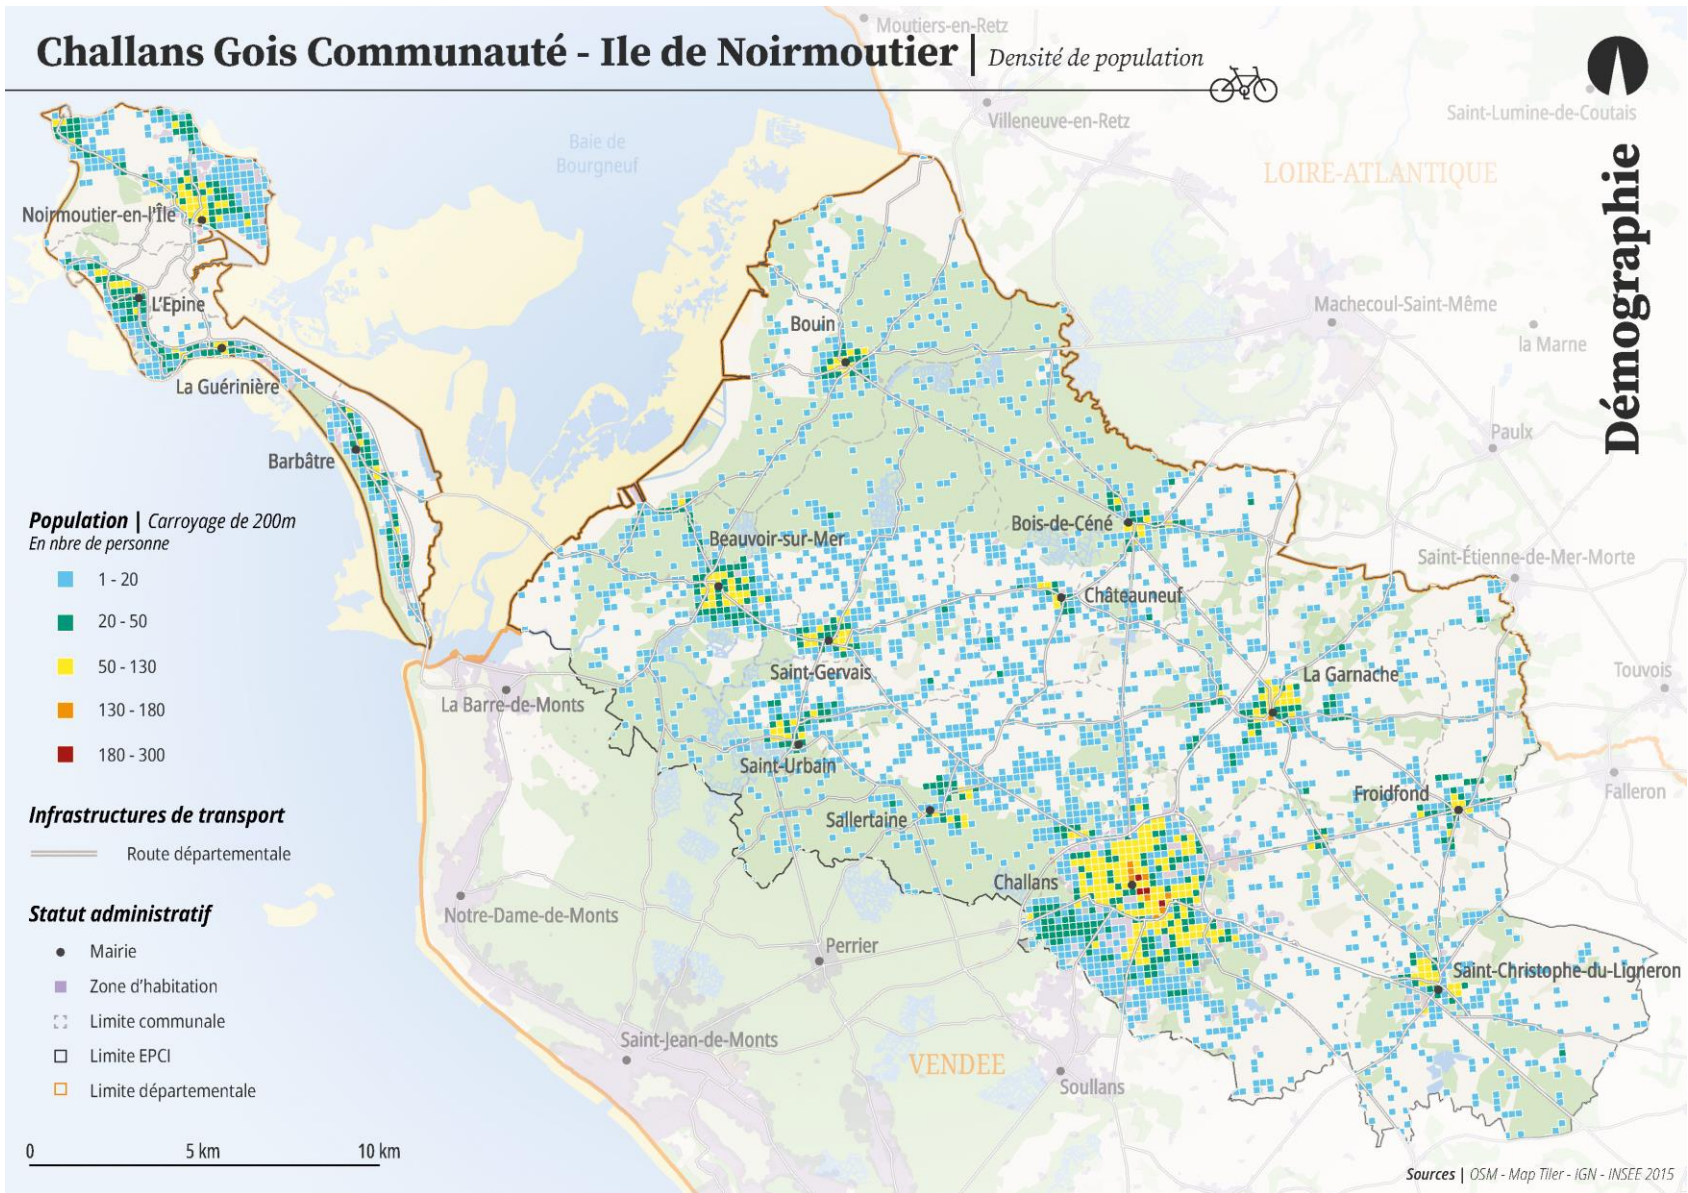 Moutiers-en-Retz
Challans Gois Communauté - Ile de Noirmoutier | Densité de population
Villeneuve-en-Retz
Saint-Lumine-de-Coutais
Baie de
Bourgneuf
LOIRE-ATLANTIQUE
Démographie
Noirmoutier-en-l'Île
L'Epine
Machecoul-Saint-Même
Bouin
la Marne
La Guérinière
Paulx
Barbâtre
Population | Carroyage de 200m
En nbre de personne
1 - 20
20 - 50
50 - 130
130 - 180
180 - 300
Bois-de-Céné
Beauvoir-sur-Mer
Saint-Étienne-de-Mer-Morte
Châteauneuf
Saint-Gervais
La Garnache
Touvois
La Barre-de-Monts
Saint-Urbain
Froidfond
Falleron
Sallertaine
Infrastructures de transport
Route départementale
Challans
Notre-Dame-de-Monts
Perrier
Saint-Christophe-du-Ligneron
Statut administratif
Mairie
Zone d'habitation
Limite communale
Limite EPCI
Limite départementale
Saint-Jean-de-Monts
VENDEE
Soullans
0 5 km 10 km
Sources | OSM - Map Tiler - IGN - INSEE 2015